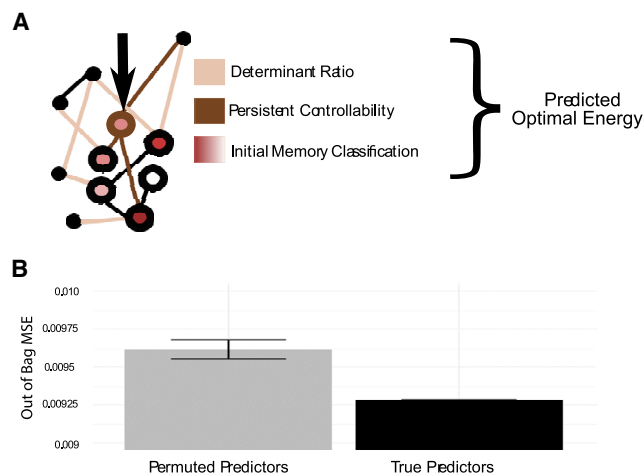 A
Determinant Ratio
Persistent Controllability
Initial Memory Classification
Predicted
Optimal Energy
B
Out of Bag MSE
0.010
0.00975
0.0095
0.00925
0.009
Permuted Predictors
True Predictors